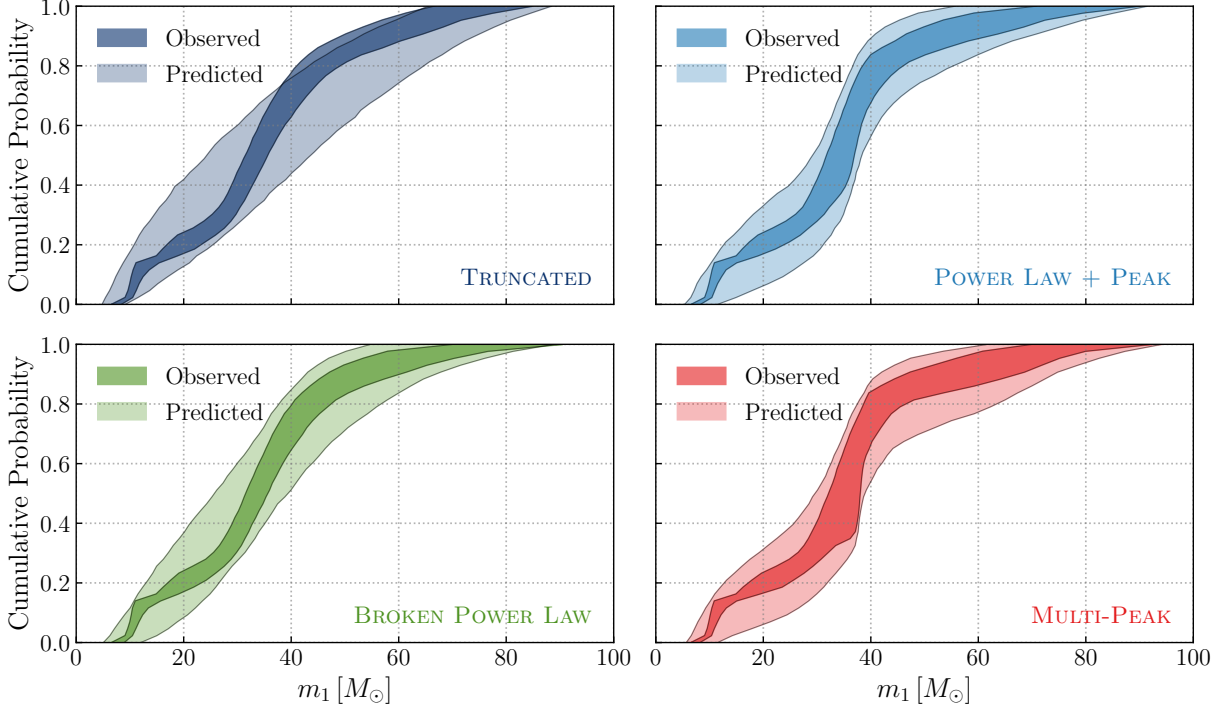 1.0
0.8
0.6
0.4
0.2
0.0
Cumulative Probability
Observed
Predicted
TRUNCATED
Observed
Predicted
POWER LAW + PEAK
1.0
0.8
0.6
0.4
0.2
0.0
Cumulative Probability
Observed
Predicted
BROKEN POWER LAW
0 20 40 60 80 100
m₁ [M⊙]
Observed
Predicted
MULTI-PEAK
0 20 40 60 80 100
m₁ [M⊙]